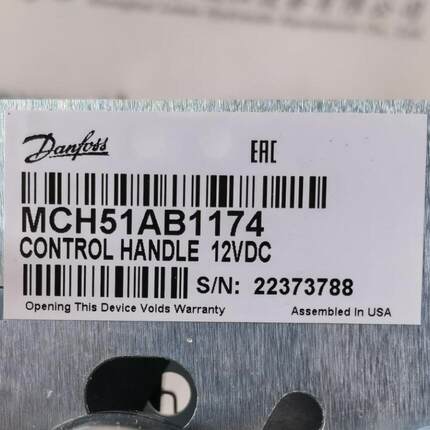 Danfoss
EAC
MCH51AB1174
CONTROL HANDLE 12VDC
S/N: 22373788
Opening This Device Voids Warranty
Assembled In USA